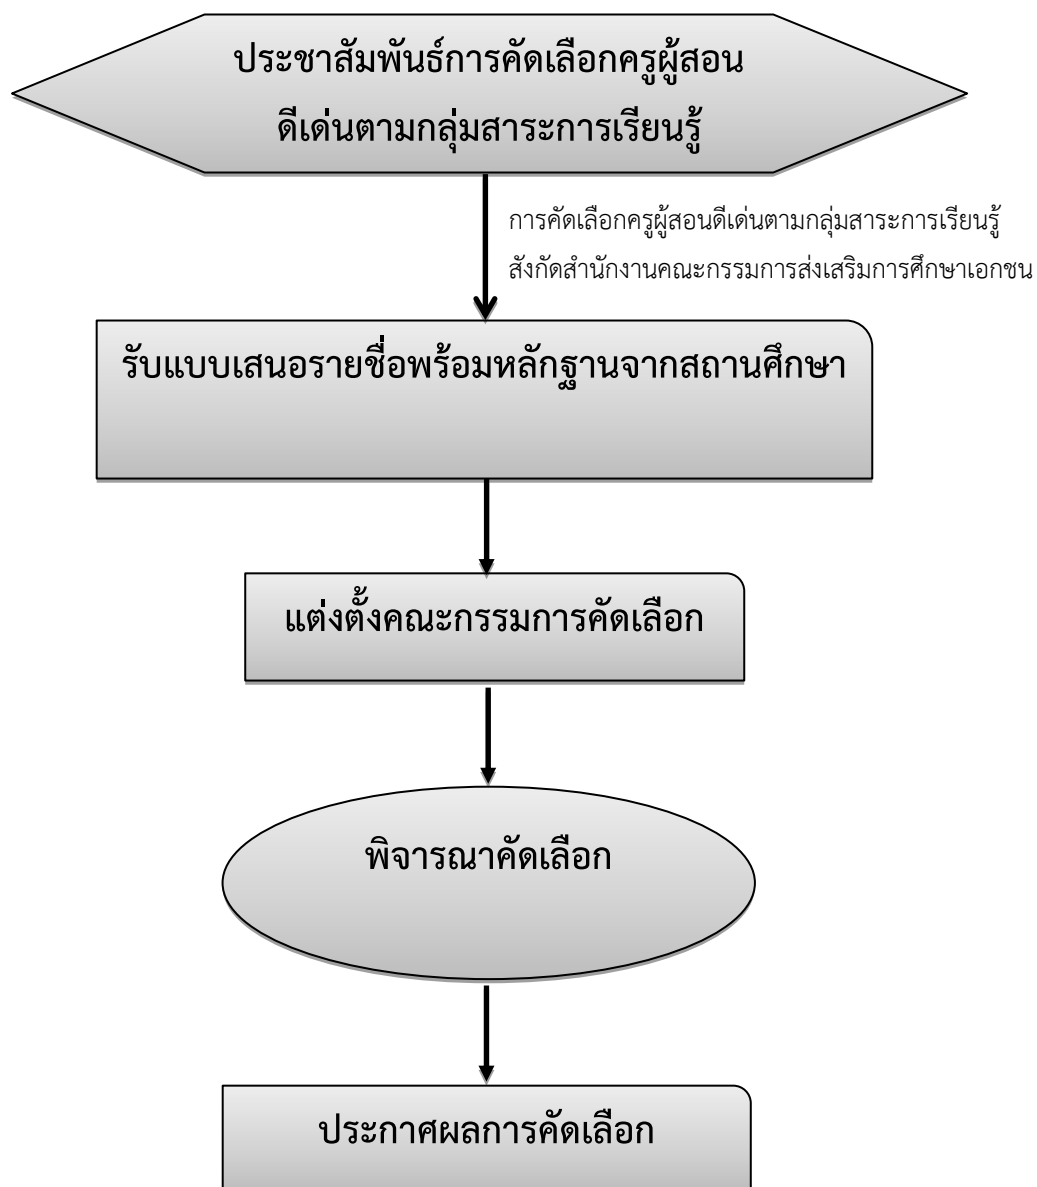 ประชาสัมพันธ์การคัดเลือกครูผู้สอน
ดีเด่นตามกลุ่มสาระการเรียนรู้
การคัดเลือกครูผู้สอนดีเด่นตามกลุ่มสาระการเรียนรู้
สังกัดสำนักงานคณะกรรมการส่งเสริมการศึกษาเอกชน
รับแบบเสนอรายชื่อพร้อมหลักฐานจากสถานศึกษา
แต่งตั้งคณะกรรมการคัดเลือก
พิจารณาคัดเลือก
ประกาศผลการคัดเลือก